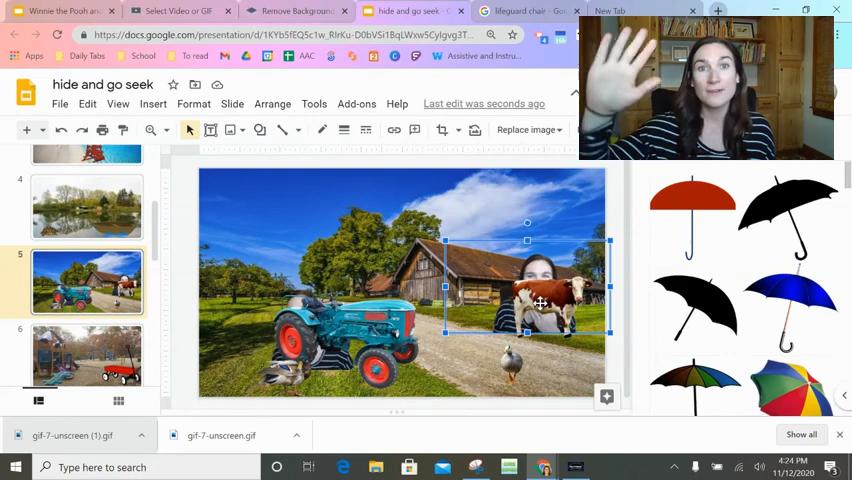 Winnie the Pooh and
Select Video or GIF
Remove Background
hide and go seek - G
lifeguard chair - Goo
New Tab
https://docs.google.com/presentation/d/
Apps
Daily Tabs
School
To read
AAC
Assistive and Instru...
hide and go seek
File Edit View Insert Format Slide Arrange Tools Add-ons Help Last edit was seconds ago
Replace image
4
5
6
gif-7-unscreen (1).gif
gif-7-unscreen.gif
Show all
Type here to search
4:24 PM
11/12/2020
3